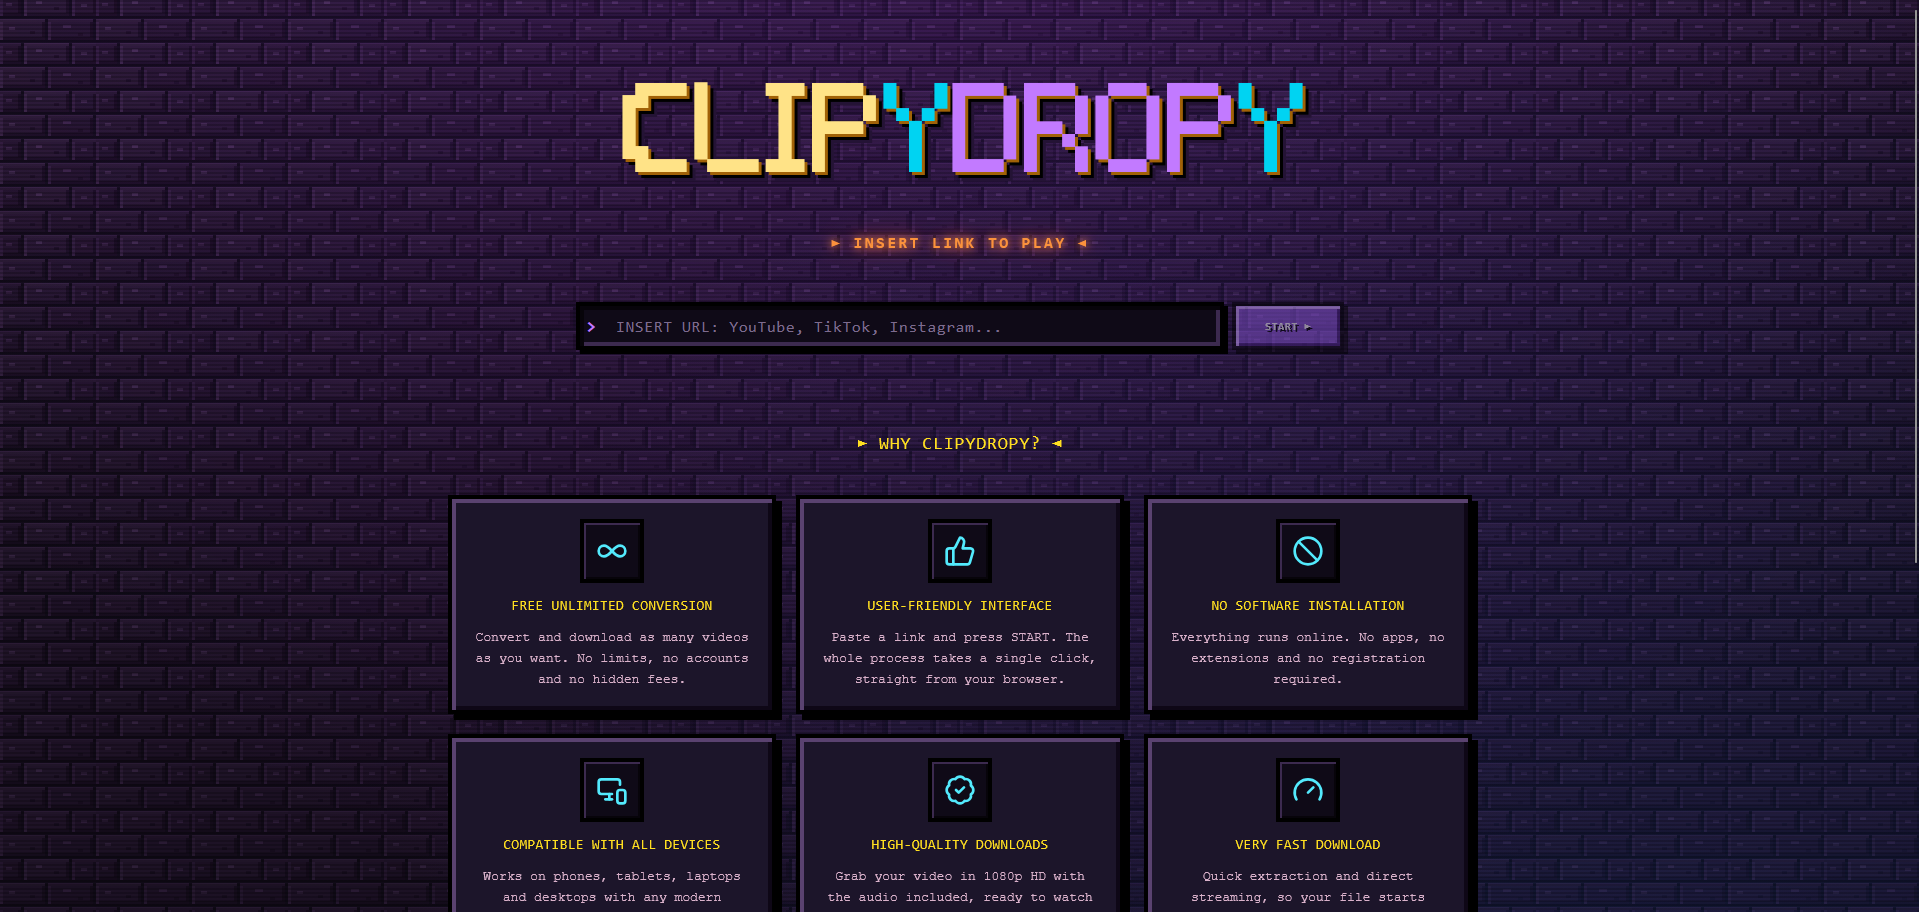 CLIPYDROPY
► INSERT LINK TO PLAY ◄
> INSERT URL: YouTube, TikTok, Instagram...
START ►
► WHY CLIPYDROPY? ◄
FREE UNLIMITED CONVERSION
Convert and download as many videos
as you want. No limits, no accounts
and no hidden fees.
USER-FRIENDLY INTERFACE
Paste a link and press START. The
whole process takes a single click,
straight from your browser.
NO SOFTWARE INSTALLATION
Everything runs online. No apps, no
extensions and no registration
required.
COMPATIBLE WITH ALL DEVICES
Works on phones, tablets, laptops
and desktops with any modern
HIGH-QUALITY DOWNLOADS
Grab your video in 1080p HD with
the audio included, ready to watch
VERY FAST DOWNLOAD
Quick extraction and direct
streaming, so your file starts